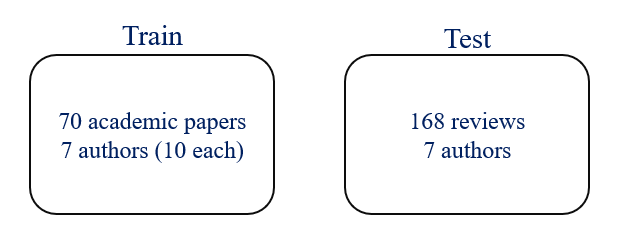 Train
70 academic papers
7 authors (10 each)
Test
168 reviews
7 authors